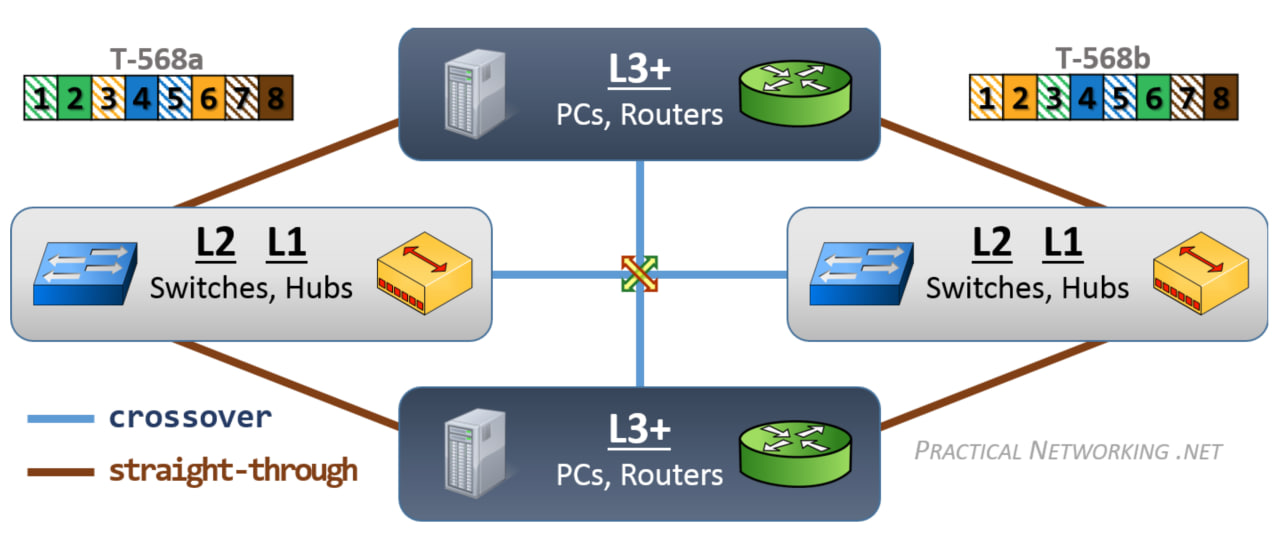 T-568a
1 2 3 4 5 6 7 8
L3+
PCs, Routers
T-568b
1 2 3 4 5 6 7 8
L2 L1
Switches, Hubs
L2 L1
Switches, Hubs
L3+
PCs, Routers
crossover
straight-through
PRACTICAL NETWORKING .NET